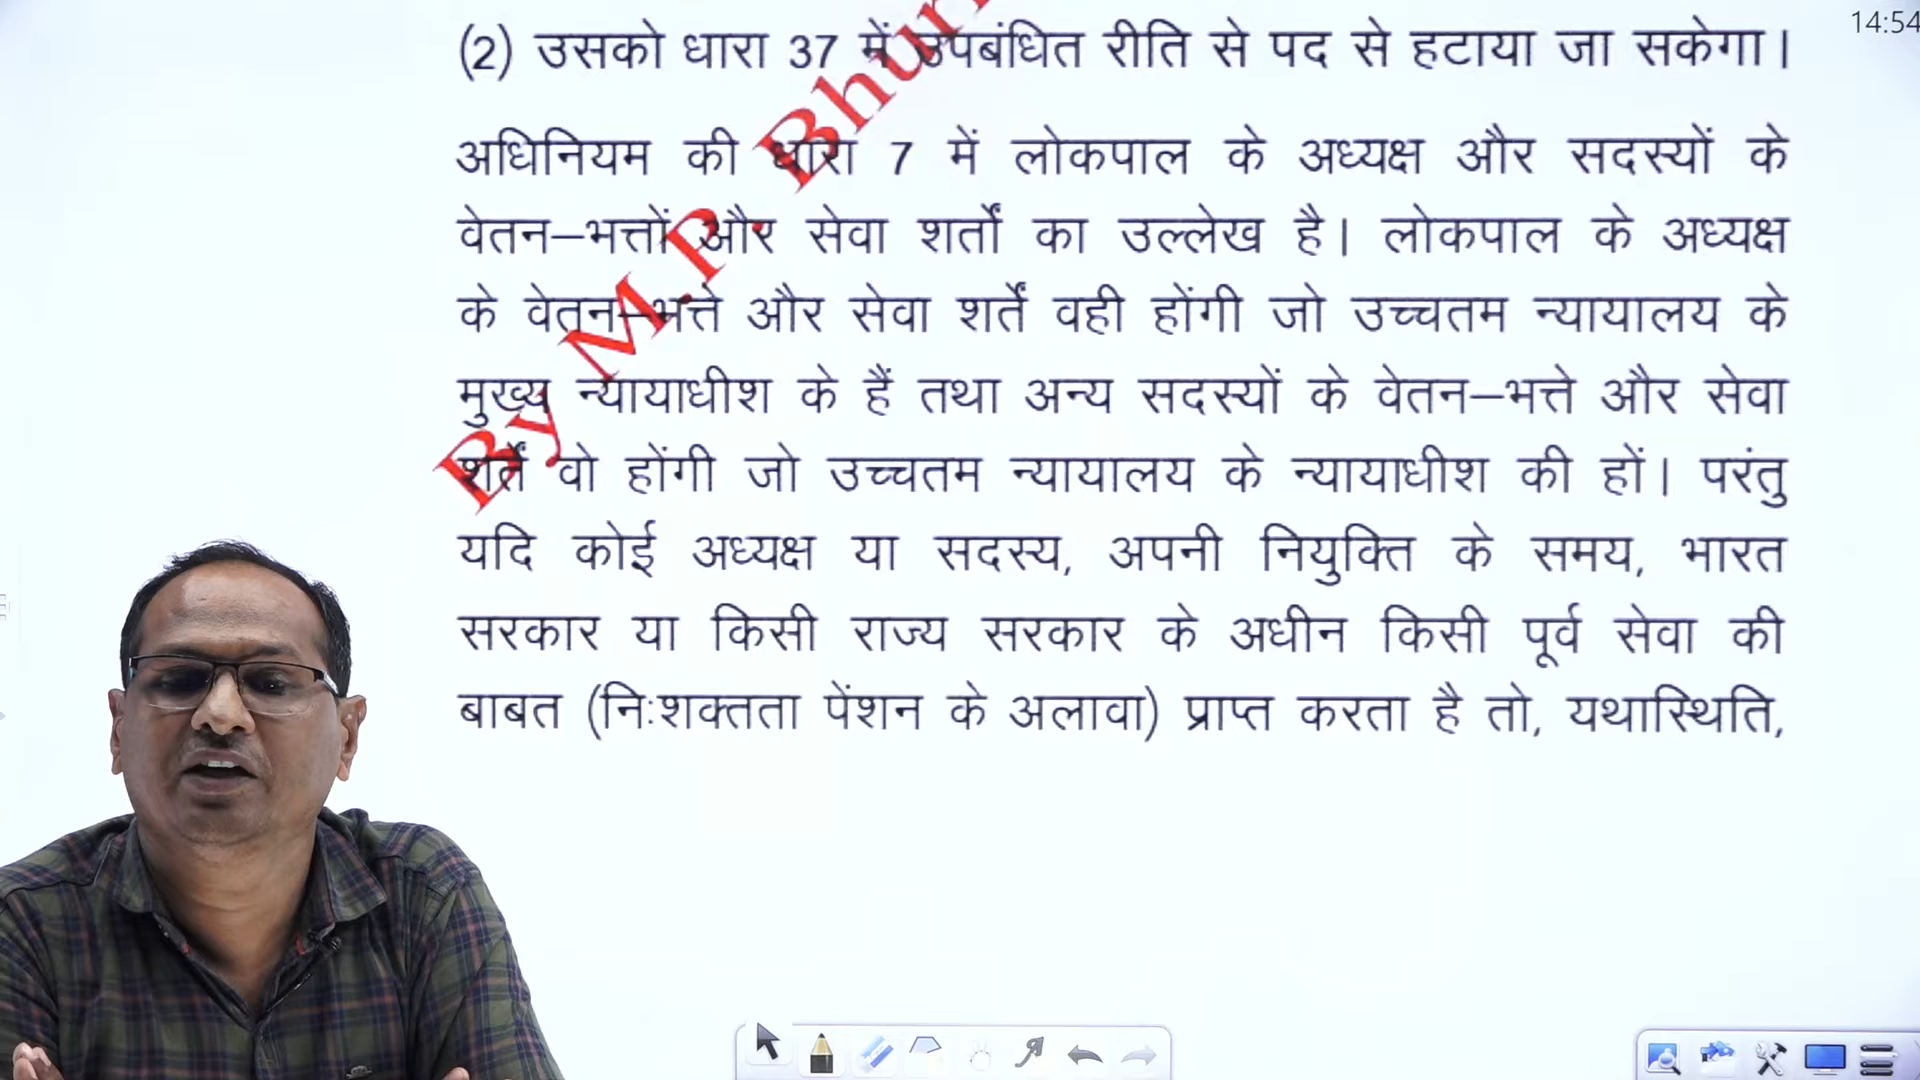 14:54
(2) उसको धारा 37 में उपबंधित रीति से पद से हटाया जा सकेगा।
अधिनियम की धारा 7 में लोकपाल के अध्यक्ष और सदस्यों के
वेतन–भत्तों और सेवा शर्तों का उल्लेख है। लोकपाल के अध्यक्ष
के वेतन–भत्ते और सेवा शर्तें वही होंगी जो उच्चतम न्यायालय के
मुख्य न्यायाधीश के हैं तथा अन्य सदस्यों के वेतन–भत्ते और सेवा
शर्तें वो होंगी जो उच्चतम न्यायालय के न्यायाधीश की हों। परंतु
यदि कोई अध्यक्ष या सदस्य, अपनी नियुक्ति के समय, भारत
सरकार या किसी राज्य सरकार के अधीन किसी पूर्व सेवा की
बाबत (निःशक्तता पेंशन के अलावा) प्राप्त करता है तो, यथास्थिति,
By M.P.